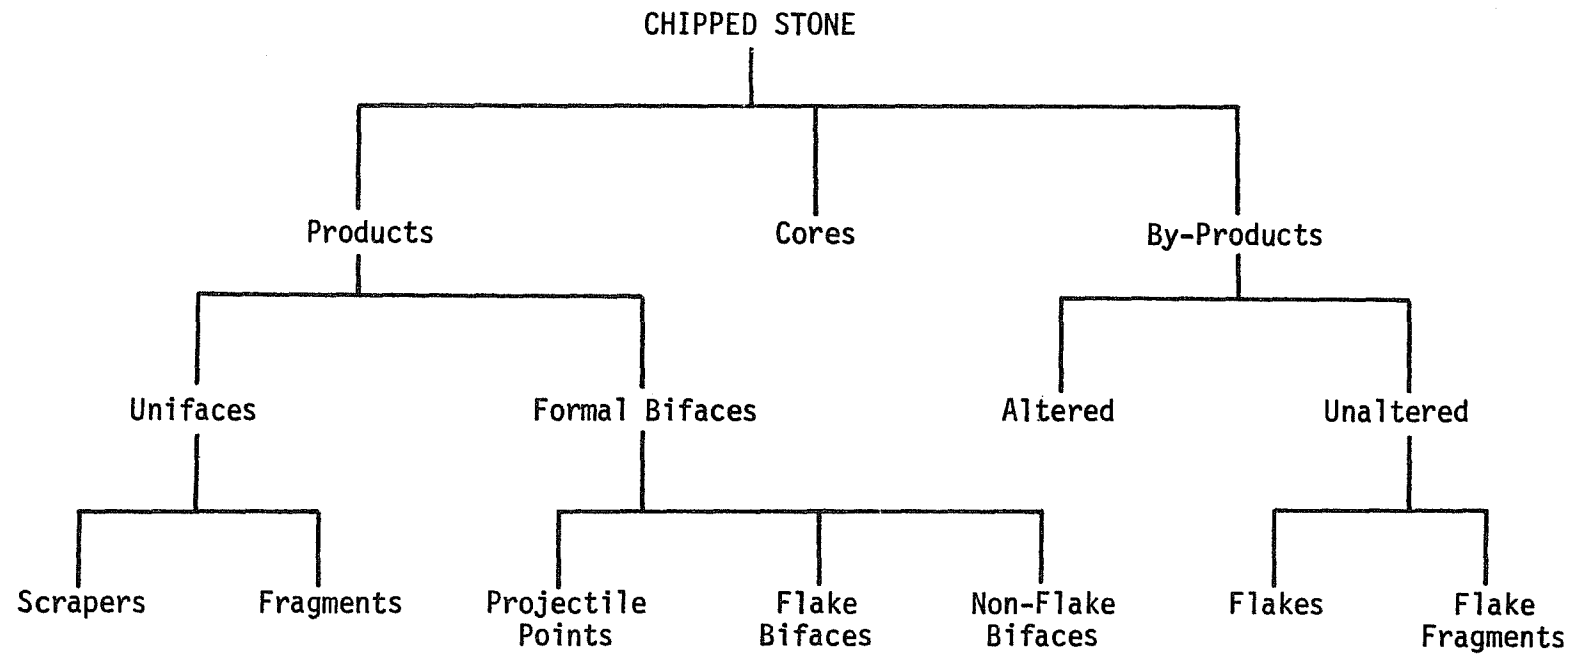 CHIPPED STONE
Products
Cores
By-Products
Unifaces
Formal Bifaces
Altered
Unaltered
Scrapers
Fragments
Projectile
Points
Flake
Bifaces
Non-Flake
Bifaces
Flakes
Flake
Fragments